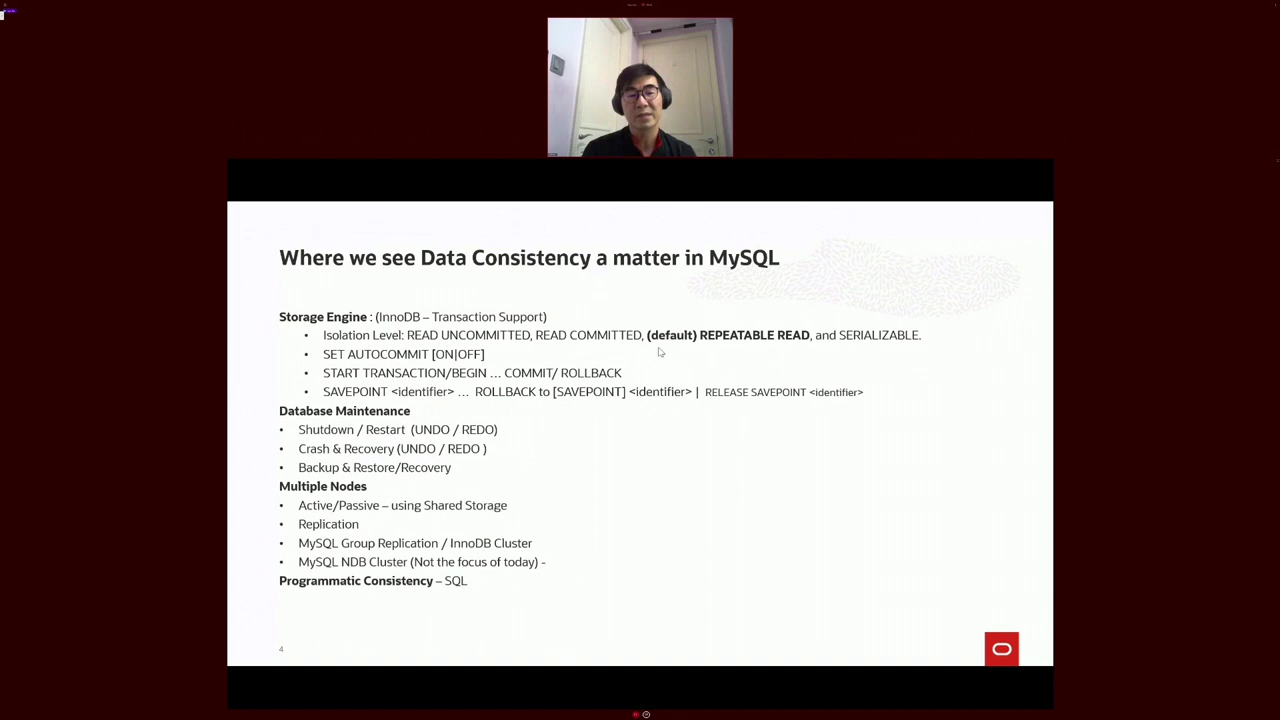 Where we see Data Consistency a matter in MySQL
Storage Engine : (InnoDB – Transaction Support)
• Isolation Level: READ UNCOMMITTED, READ COMMITTED, (default) REPEATABLE READ, and SERIALIZABLE.
• SET AUTOCOMMIT [ON|OFF]
• START TRANSACTION/BEGIN … COMMIT/ ROLLBACK
• SAVEPOINT <identifier> … ROLLBACK to [SAVEPOINT] <identifier> | RELEASE SAVEPOINT <identifier>
Database Maintenance
• Shutdown / Restart (UNDO / REDO)
• Crash & Recovery (UNDO / REDO )
• Backup & Restore/Recovery
Multiple Nodes
• Active/Passive – using Shared Storage
• Replication
• MySQL Group Replication / InnoDB Cluster
• MySQL NDB Cluster (Not the focus of today) -
Programmatic Consistency – SQL
4